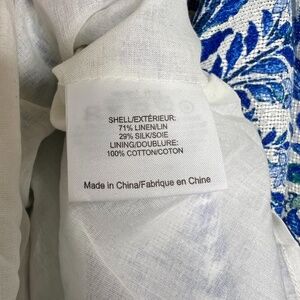 SHELL/EXTÉRIEUR:
71% LINEN/LIN
29% SILK/SOIE
LINING/DOUBLURE:
100% COTTON/COTON
Made in China/Fabrique en Chine